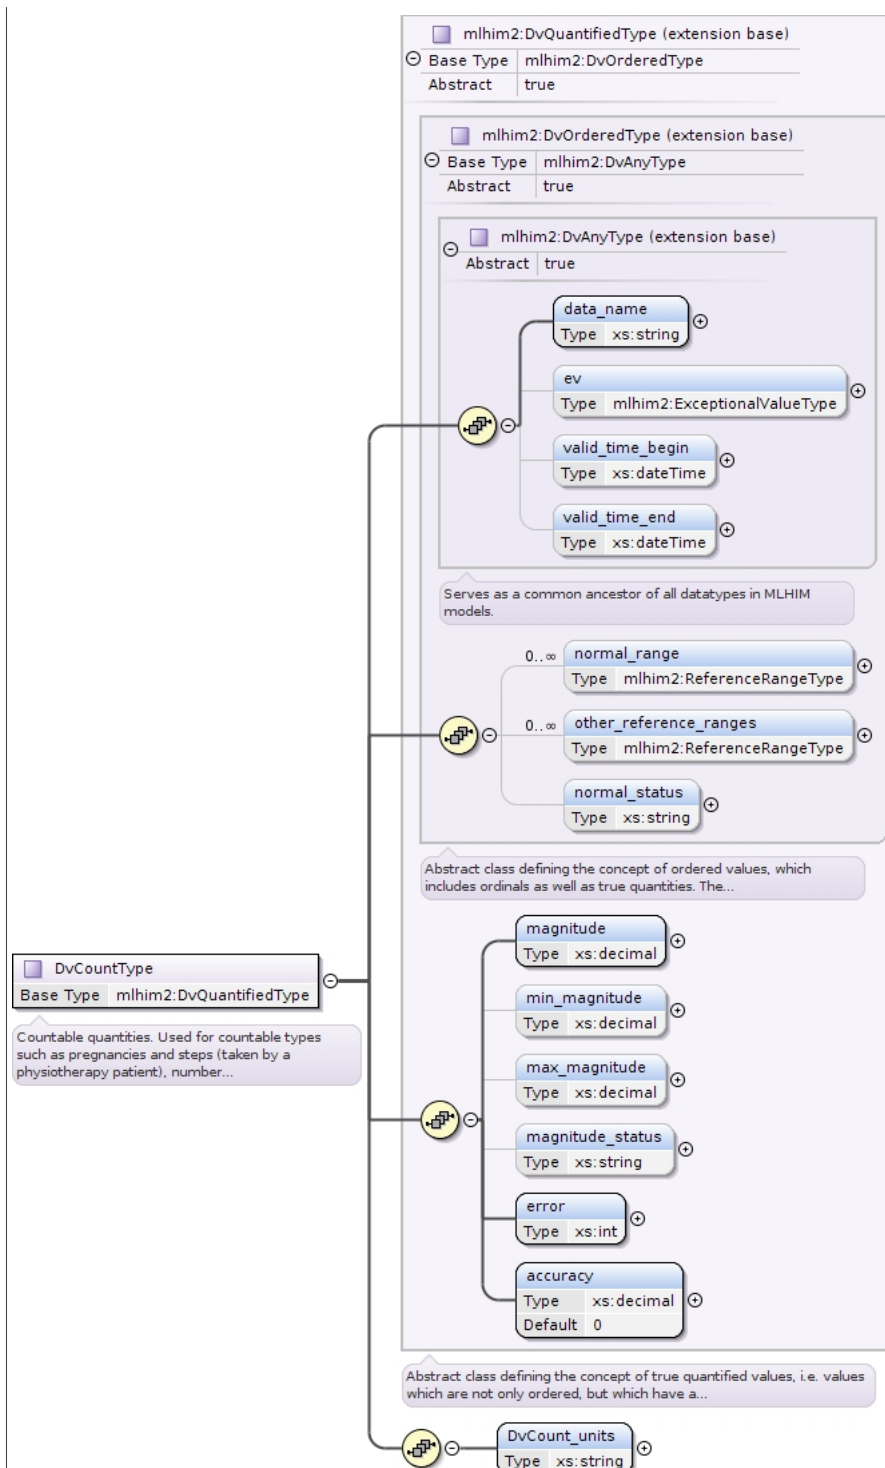 mlhim2:DvQuantifiedType (extension base)
Base Type mlhim2:DvOrderedType
Abstract true
mlhim2:DvOrderedType (extension base)
Base Type mlhim2:DvAnyType
Abstract true
mlhim2:DvAnyType (extension base)
Abstract true
data_name
Type xs:string
ev
Type mlhim2:ExceptionalValueType
valid_time_begin
Type xs:dateTime
valid_time_end
Type xs:dateTime
Serves as a common ancestor of all datatypes in MLHIM
models.
0..∞ normal_range
Type mlhim2:ReferenceRangeType
0..∞ other_reference_ranges
Type mlhim2:ReferenceRangeType
normal_status
Type xs:string
Abstract class defining the concept of ordered values, which
includes ordinals as well as true quantities. The...
magnitude
Type xs:decimal
DvCountType
Base Type mlhim2:DvQuantifiedType
Countable quantities. Used for countable types
such as pregnancies and steps (taken by a
physiotherapy patient), number...
min_magnitude
Type xs:decimal
max_magnitude
Type xs:decimal
magnitude_status
Type xs:string
error
Type xs:int
accuracy
Type xs:decimal
Default 0
Abstract class defining the concept of true quantified values, i.e. values
which are not only ordered, but which have a...
DvCount_units
Type xs:string